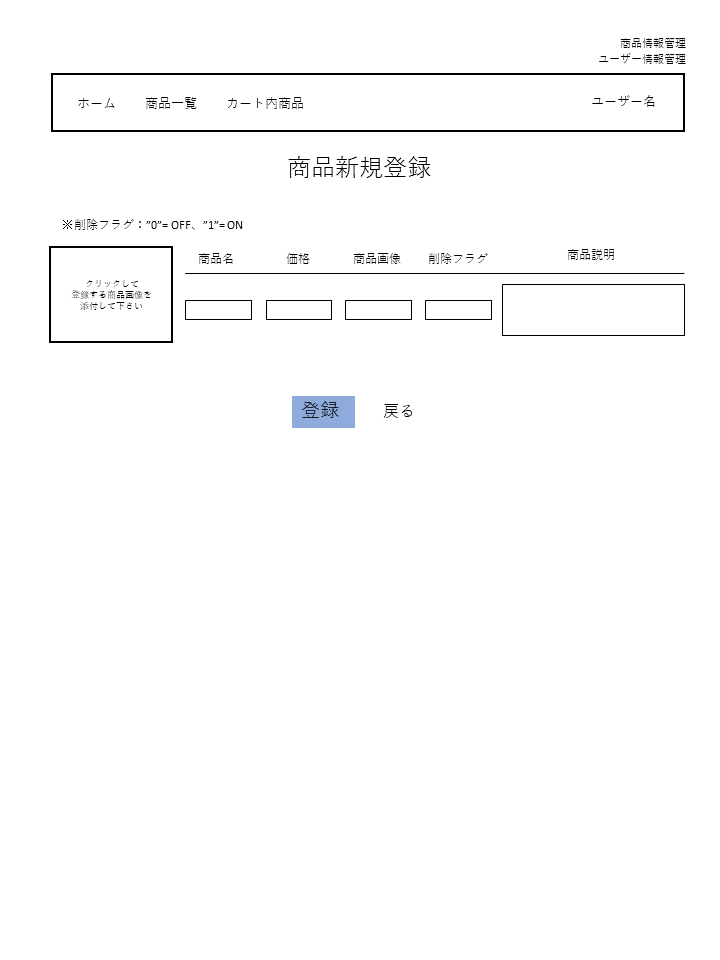 商品情報管理
ユーザー情報管理
ホーム 商品一覧 カート内商品 ユーザー名
商品新規登録
※削除フラグ：”0”= OFF、”1”= ON
クリックして
登録する商品画像を
添付して下さい
商品名 価格 商品画像 削除フラグ 商品説明
登録 戻る